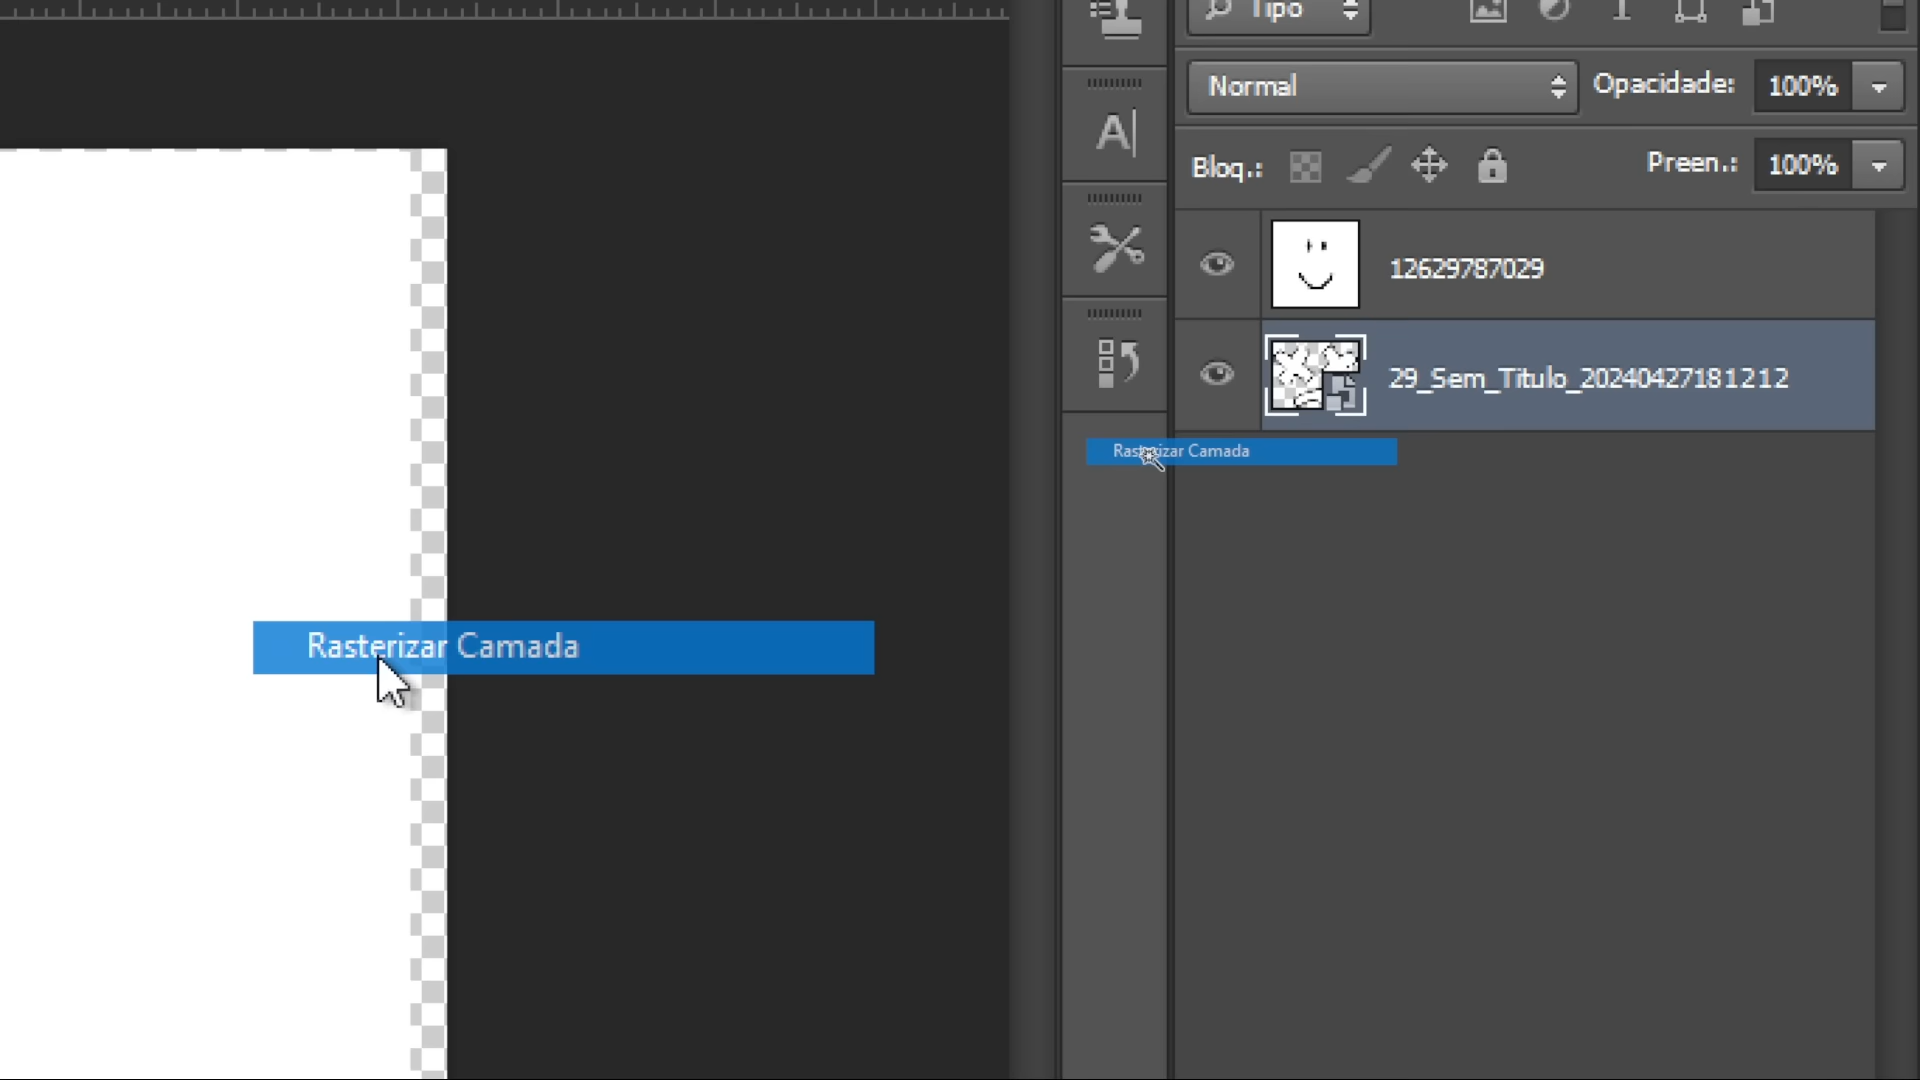 Tipo
Normal
Opacidade:
100%
Bloq.:
Preen.:
100%
12629787029
29_Sem_Titulo_20240427181212
Rasterizar Camada
Rasterizar Camada